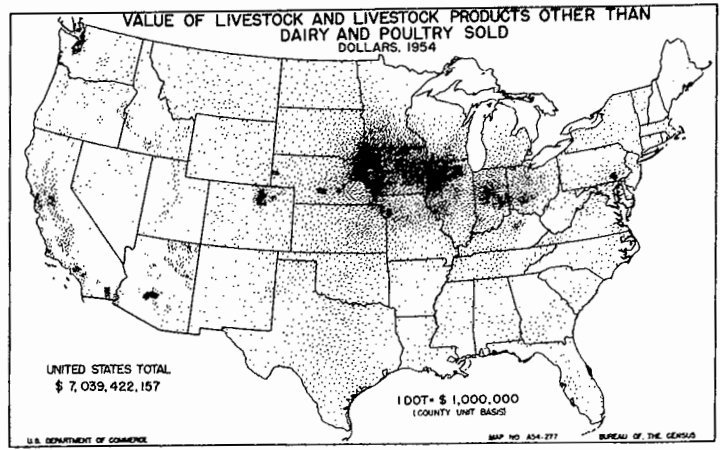 VALUE OF LIVESTOCK AND LIVESTOCK PRODUCTS OTHER THAN
DAIRY AND POULTRY SOLD
DOLLARS, 1954
UNITED STATES TOTAL
$ 7,039,422,157
1 DOT = $ 1,000,000
(COUNTY UNIT BASIS)
U.S. DEPARTMENT OF COMMERCE
MAP NO A54-277
BUREAU OF THE CENSUS